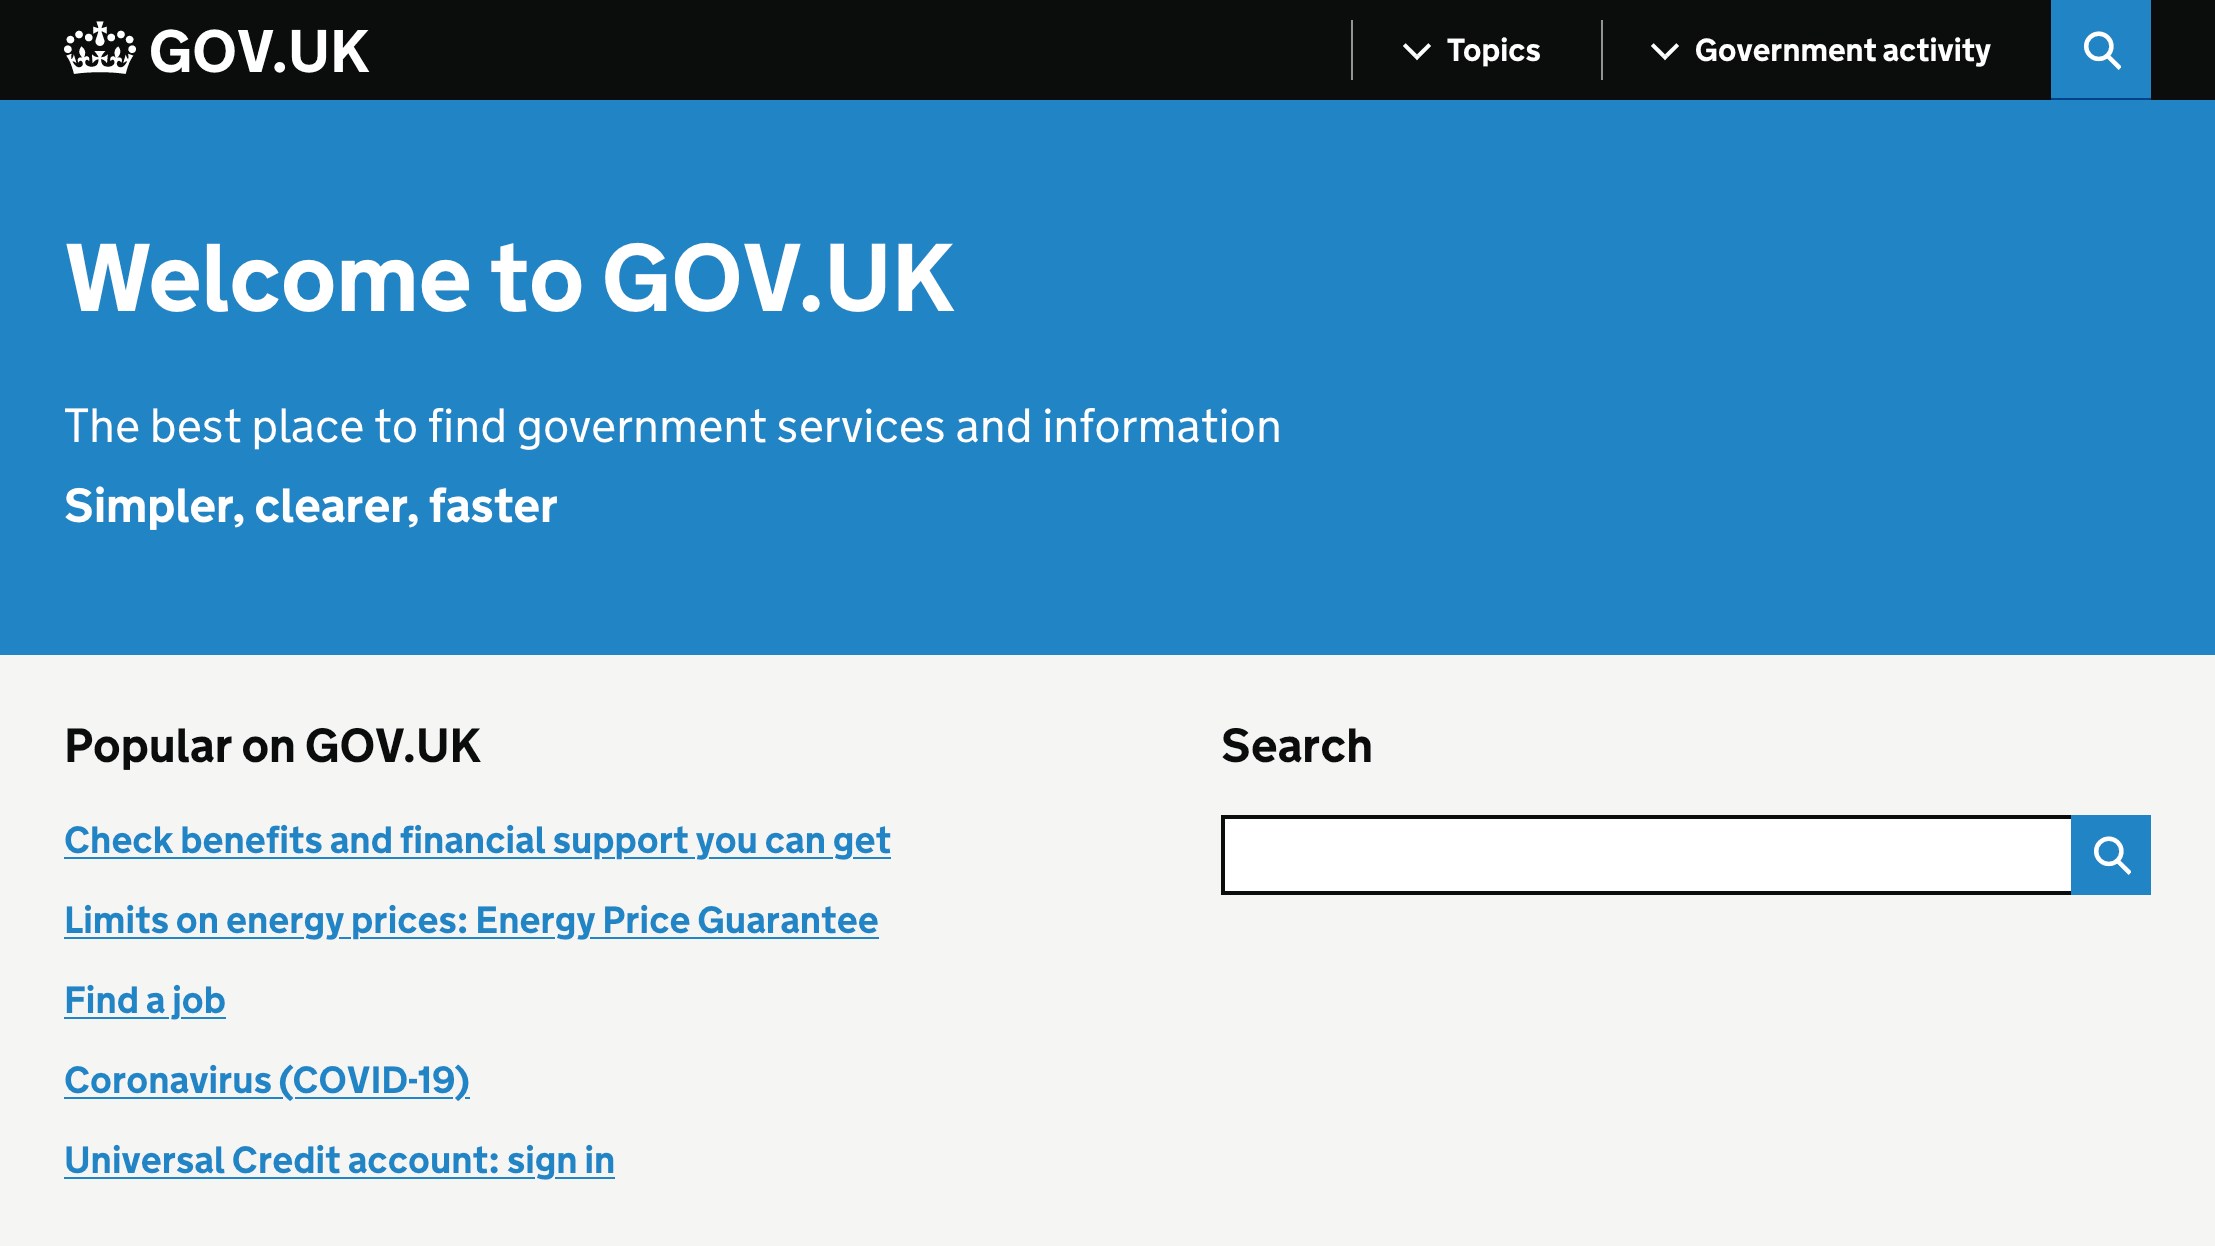 GOV.UK
Topics
Government activity
Welcome to GOV.UK
The best place to find government services and information
Simpler, clearer, faster
Popular on GOV.UK
Check benefits and financial support you can get
Limits on energy prices: Energy Price Guarantee
Find a job
Coronavirus (COVID-19)
Universal Credit account: sign in
Search